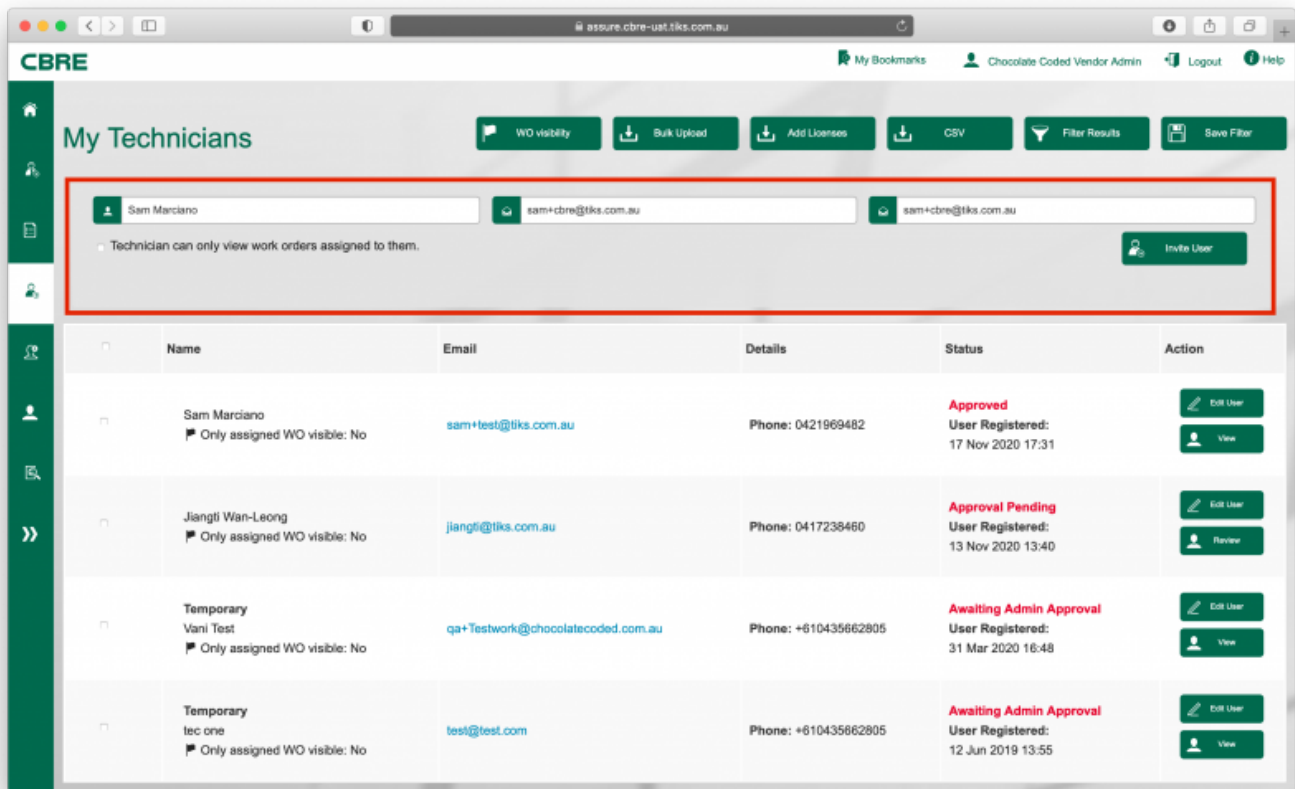 assure.cbre-uat.tiks.com.au
CBRE
My Bookmarks Chocolate Coded Vendor Admin Logout Help
My Technicians
WO visibility Bulk Upload Add Licenses CSV Filter Results Save Filter
Sam Marciano sam+cbre@tiks.com.au sam+cbre@tiks.com.au
Technician can only view work orders assigned to them.
Invite User
Name Email Details Status Action
Sam Marciano
Only assigned WO visible: No
sam+test@tiks.com.au
Phone: 0421969482
Approved
User Registered:
17 Nov 2020 17:31
Edit User
View
Jiangti Wan-Leong
Only assigned WO visible: No
jiangti@tiks.com.au
Phone: 0417238460
Approval Pending
User Registered:
13 Nov 2020 13:40
Edit User
Review
Temporary
Vani Test
Only assigned WO visible: No
qa+Testwork@chocolatecoded.com.au
Phone: +610435662805
Awaiting Admin Approval
User Registered:
31 Mar 2020 16:48
Edit User
View
Temporary
tec one
Only assigned WO visible: No
test@test.com
Phone: +610435662805
Awaiting Admin Approval
User Registered:
12 Jun 2019 13:55
Edit User
View